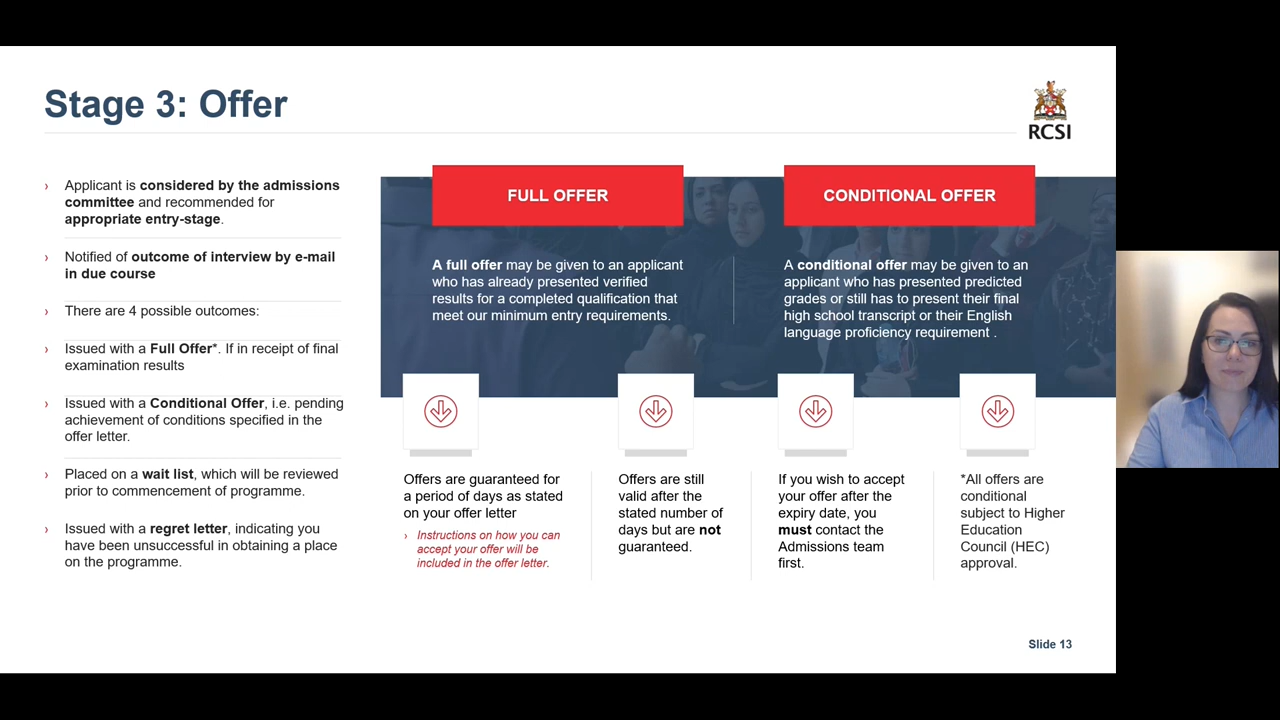 Stage 3: Offer
RCSI
› Applicant is considered by the admissions
committee and recommended for
appropriate entry-stage.
› Notified of outcome of interview by e-mail
in due course
› There are 4 possible outcomes:
› Issued with a Full Offer*. If in receipt of final
examination results
› Issued with a Conditional Offer, i.e. pending
achievement of conditions specified in the
offer letter.
› Placed on a wait list, which will be reviewed
prior to commencement of programme.
› Issued with a regret letter, indicating you
have been unsuccessful in obtaining a place
on the programme.
FULL OFFER
A full offer may be given to an applicant
who has already presented verified
results for a completed qualification that
meet our minimum entry requirements.
CONDITIONAL OFFER
A conditional offer may be given to an
applicant who has presented predicted
grades or still has to present their final
high school transcript or their English
language proficiency requirement .
Offers are guaranteed for
a period of days as stated
on your offer letter
› Instructions on how you can
accept your offer will be
included in the offer letter.
Offers are still
valid after the
stated number of
days but are not
guaranteed.
If you wish to accept
your offer after the
expiry date, you
must contact the
Admissions team
first.
*All offers are
conditional
subject to Higher
Education
Council (HEC)
approval.
Slide 13